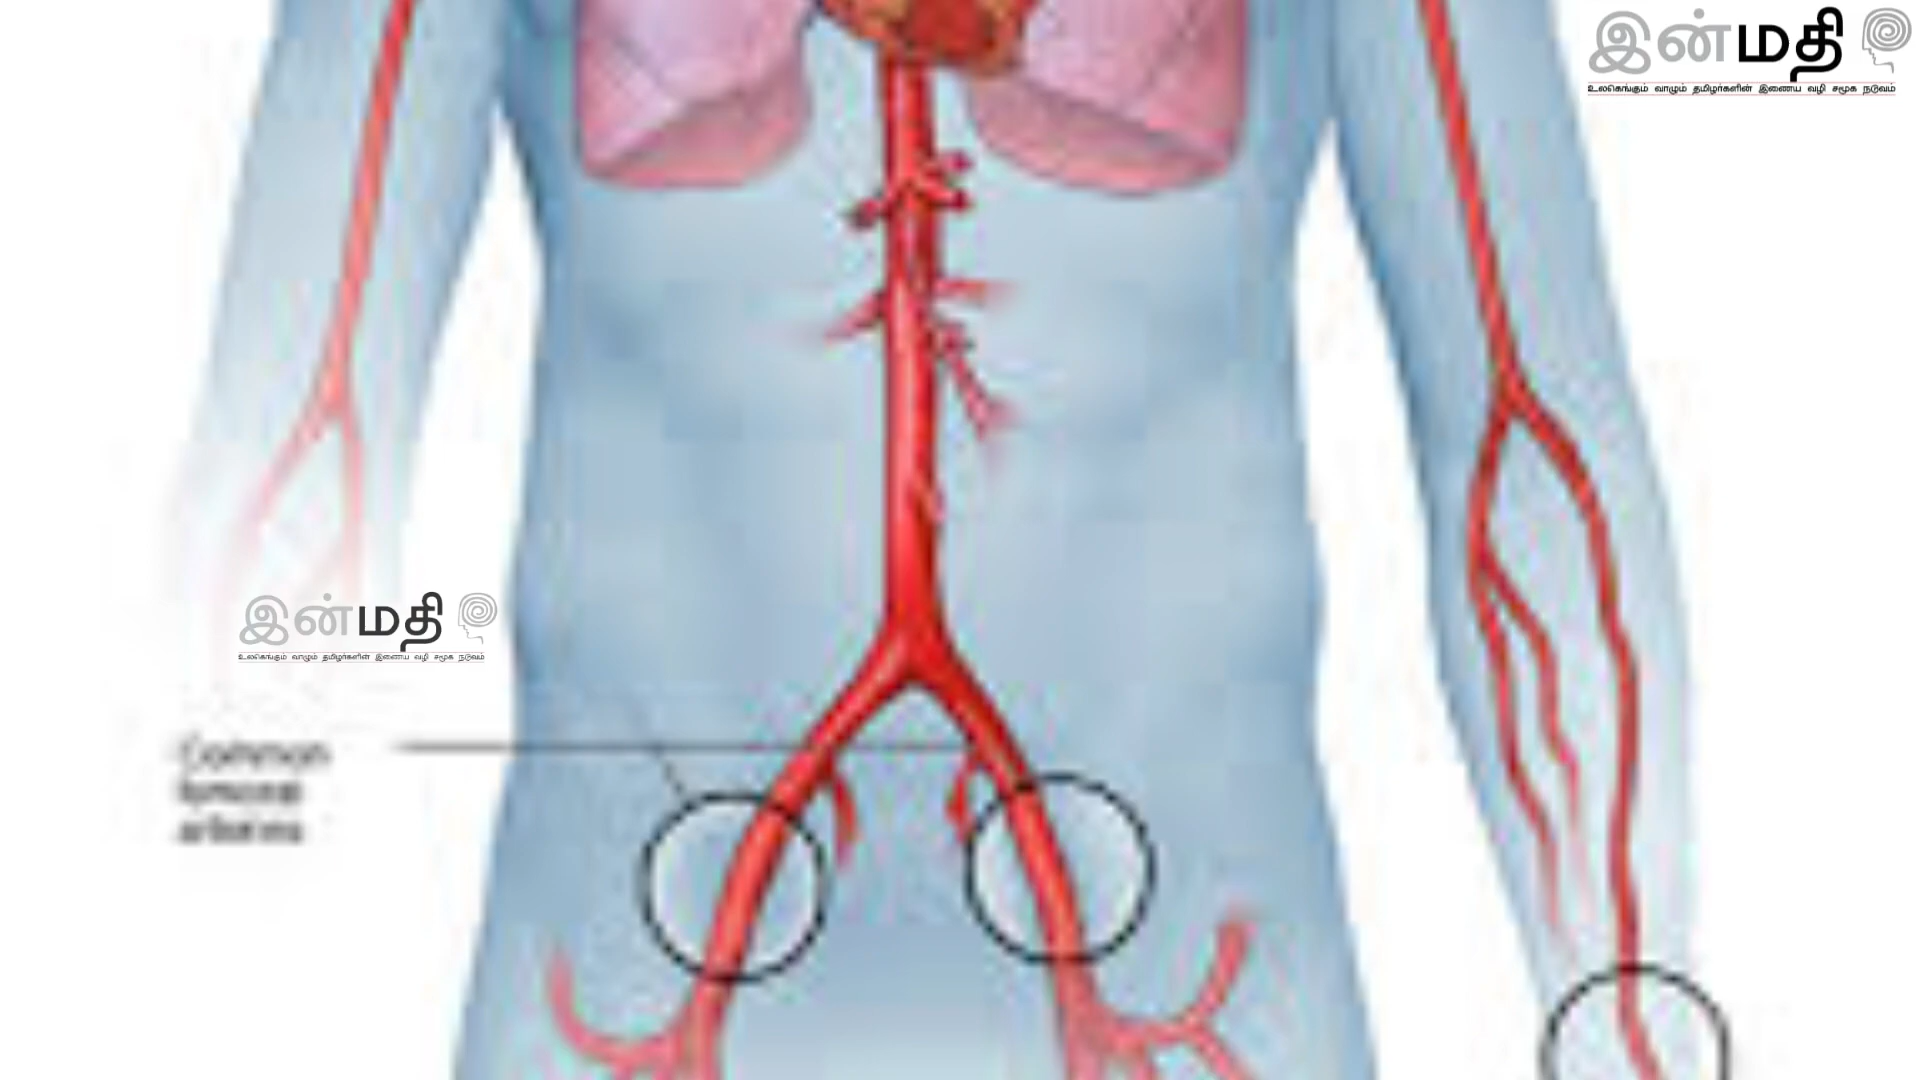 இன்மதி
உலகெங்கும் வாழும் தமிழர்களின் இணைய வழி சமூக நடுவம்
இன்மதி
உலகெங்கும் வாழும் தமிழர்களின் இணைய வழி சமூக நடுவம்
Common
femoral
arteries